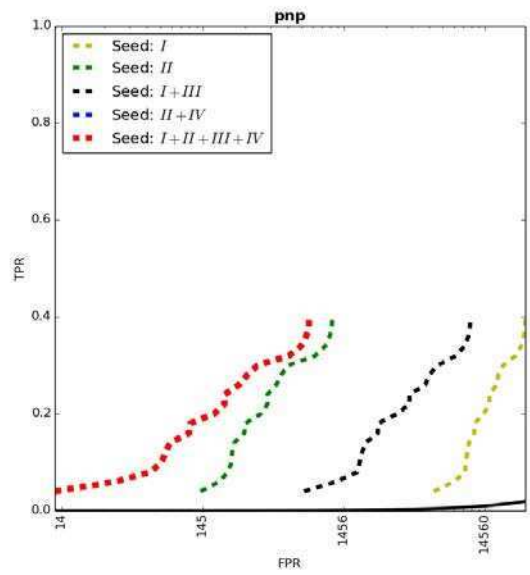 pnp
1.0
0.8
0.6
0.4
0.2
0.0
TPR
Seed: I
Seed: II
Seed: I+III
Seed: II+IV
Seed: I+II+III+IV
14
145
1456
14560
FPR